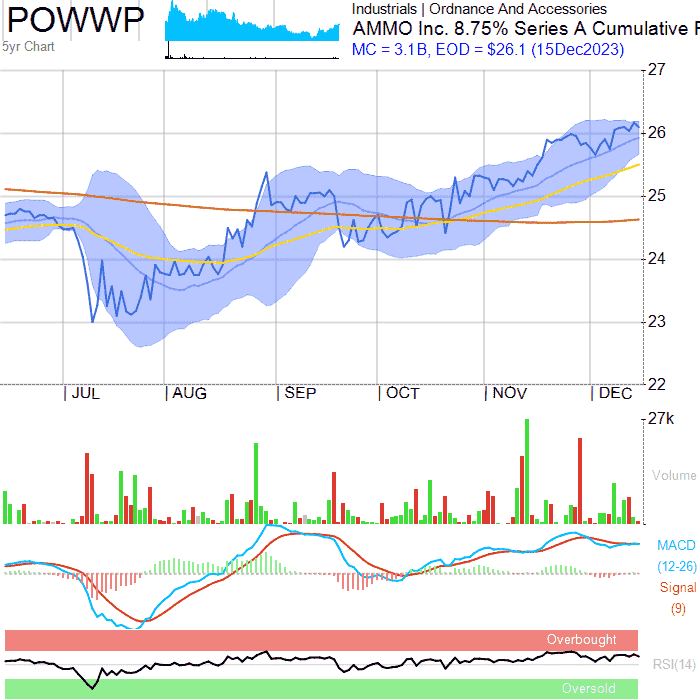 POWWP
5yr Chart
Industrials | Ordnance And Accessories
AMMO Inc. 8.75% Series A Cumulative
MC = 3.1B, EOD = $26.1 (15Dec2023)
27
26
25
24
23
22
JUL AUG SEP OCT NOV DEC
27k
Volume
MACD
(12-26)
Signal
(9)
Overbought
RSI(14)
Oversold